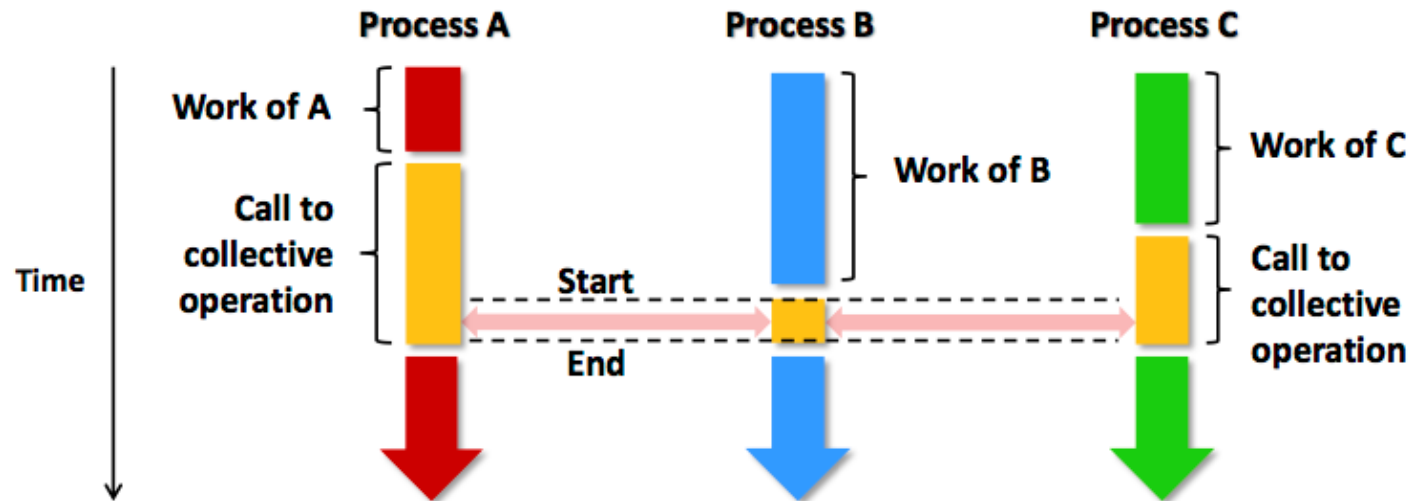 Process A
Process B
Process C
Work of A
Work of B
Work of C
Call to
collective
operation
Time
Start
End
Call to
collective
operation